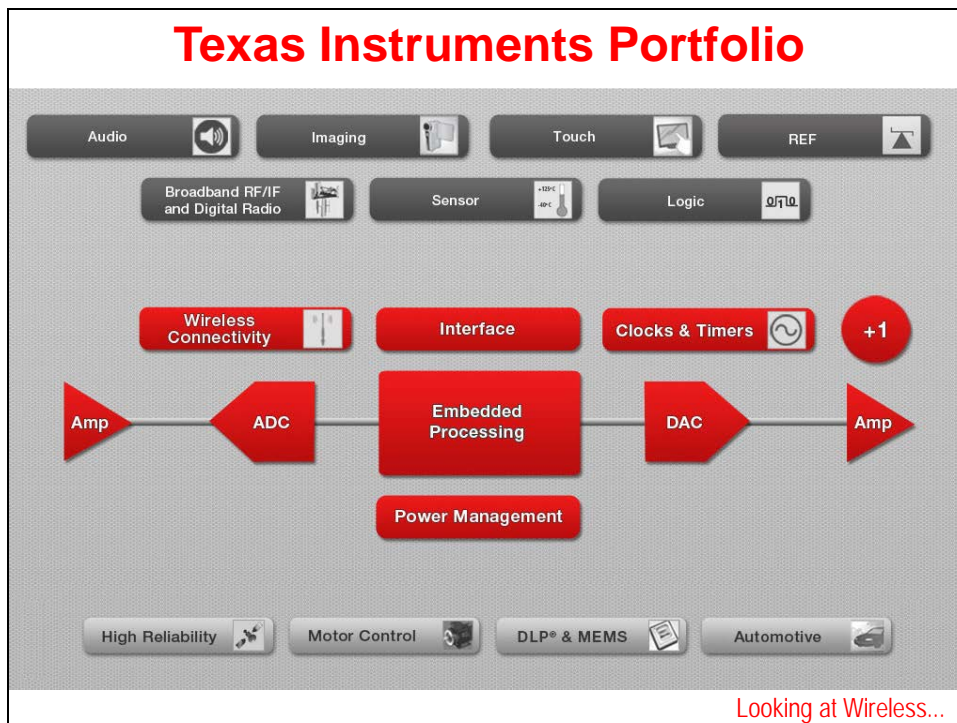 Texas Instruments Portfolio
Audio
Imaging
Touch
REF
Broadband RF/IF
and Digital Radio
Sensor
+125°C
-40°C
Logic
Wireless
Connectivity
Interface
Clocks & Timers
+1
Amp
ADC
Embedded
Processing
DAC
Amp
Power Management
High Reliability
Motor Control
DLP® & MEMS
Automotive
Looking at Wireless...